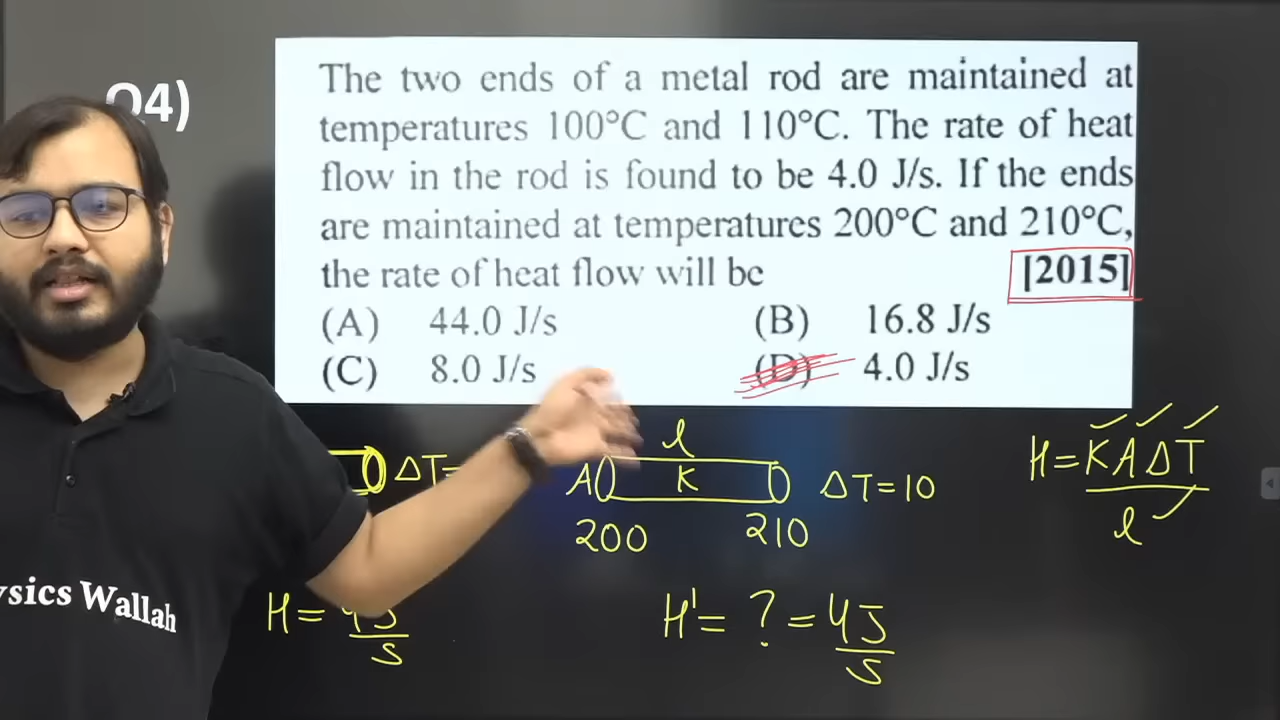 Q4)
The two ends of a metal rod are maintained at
temperatures 100°C and 110°C. The rate of heat
flow in the rod is found to be 4.0 J/s. If the ends
are maintained at temperatures 200°C and 210°C,
the rate of heat flow will be [2015]
(A) 44.0 J/s (B) 16.8 J/s
(C) 8.0 J/s (D) 4.0 J/s
ΔT=
l
A K ΔT=10
200 210
H=KAΔT
l
H= 4J
s
H'= ? = 4J
s
ysics Wallah